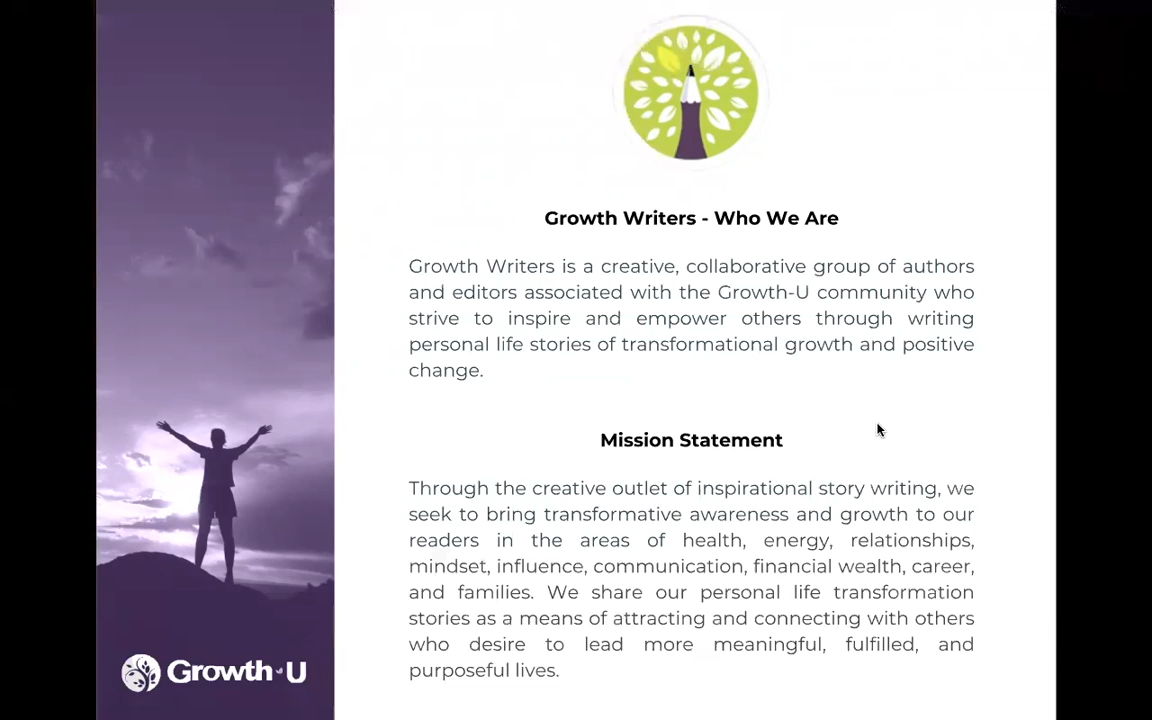 Growth Writers - Who We Are
Growth Writers is a creative, collaborative group of authors
and editors associated with the Growth-U community who
strive to inspire and empower others through writing
personal life stories of transformational growth and positive
change.
Mission Statement
Through the creative outlet of inspirational story writing, we
seek to bring transformative awareness and growth to our
readers in the areas of health, energy, relationships,
mindset, influence, communication, financial wealth, career,
and families. We share our personal life transformation
stories as a means of attracting and connecting with others
who desire to lead more meaningful, fulfilled, and
purposeful lives.
Growth-U